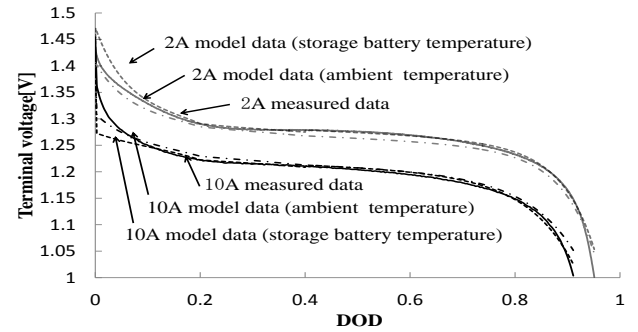 Terminal voltage[V]
1.5
1.45
1.4
1.35
1.3
1.25
1.2
1.15
1.1
1.05
1
2A model data (storage battery temperature)
2A model data (ambient temperature)
2A measured data
10A measured data
10A model data (ambient temperature)
10A model data (storage battery temperature)
0
0.2
0.4
0.6
0.8
1
DOD